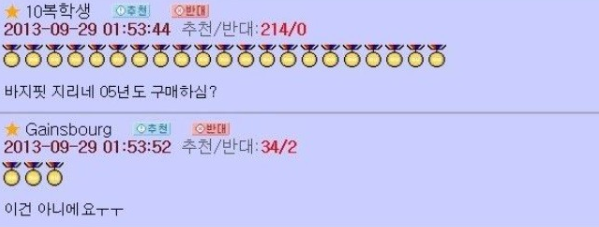 10복학생 추천 반대
2013-09-29 01:53:44 추천/반대:214/0
바지핏 지리네 05년도 구매하심?
Gainsbourg 추천 반대
2013-09-29 01:53:52 추천/반대:34/2
이건 아니에요ㅜㅜ